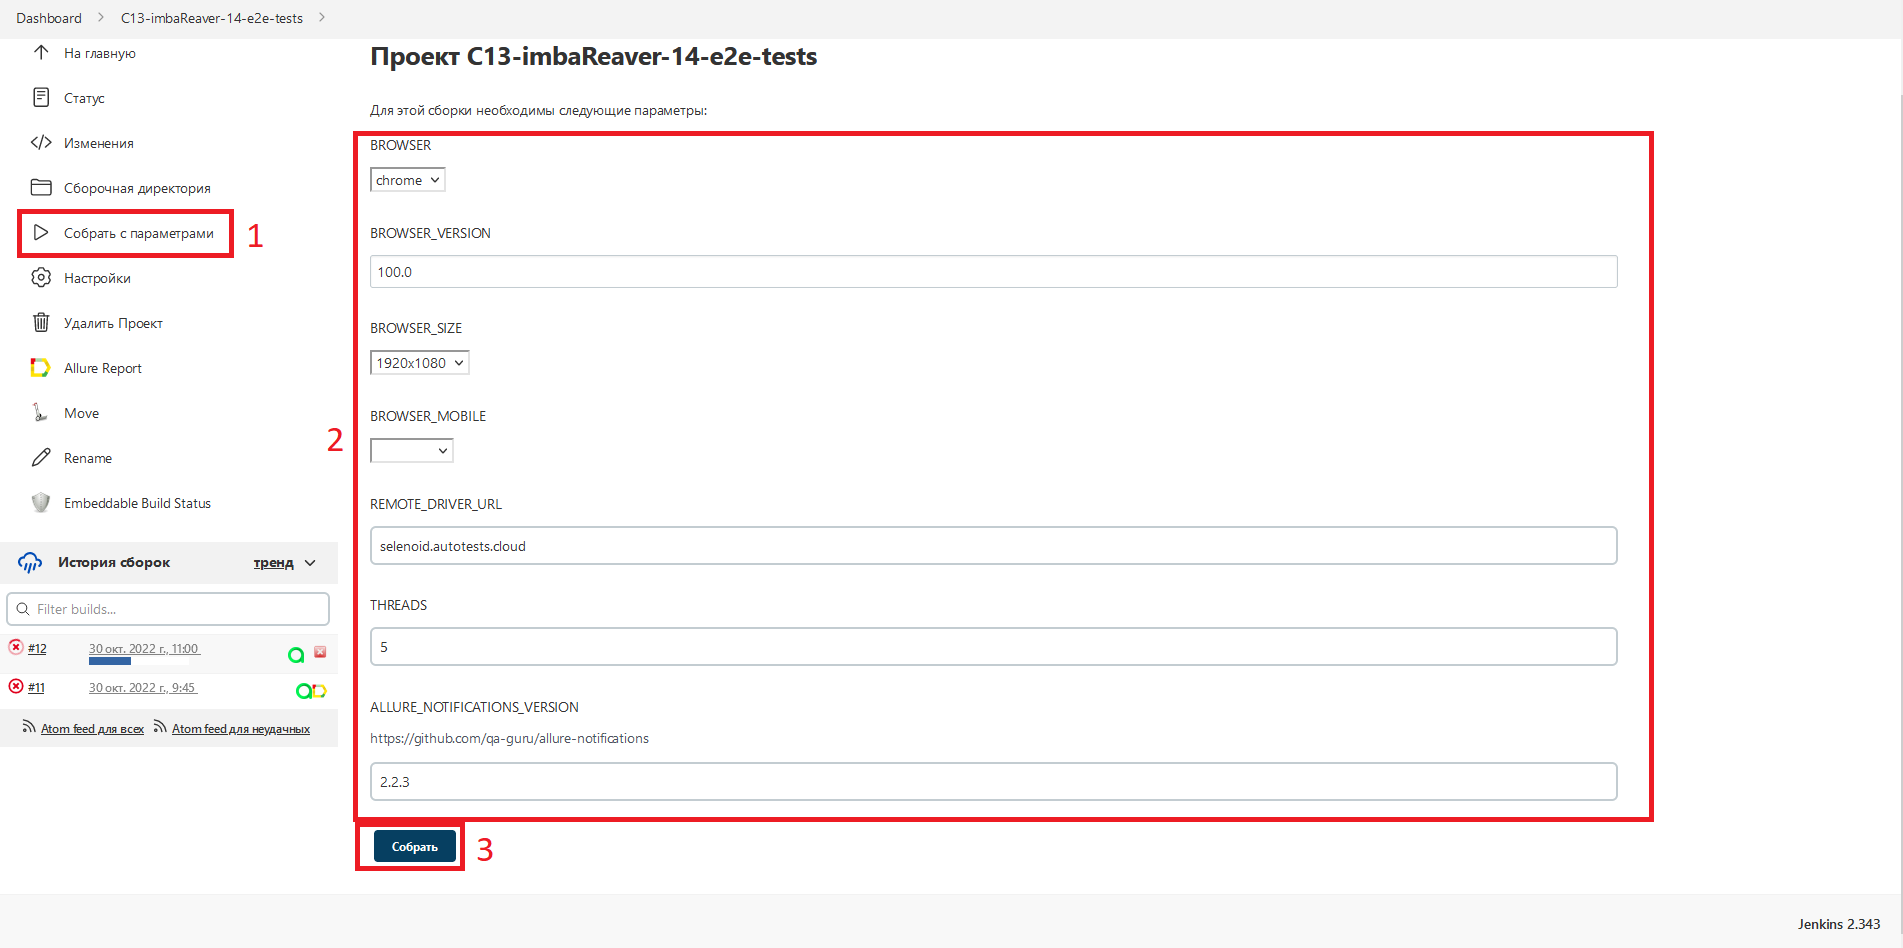 Dashboard
C13-imbaReaver-14-e2e-tests
На главную
Статус
Изменения
Сборочная директория
Собрать с параметрами
1
Настройки
Удалить Проект
Allure Report
Move
Rename
Embeddable Build Status
История сборок
тренд
Filter builds...
#12
30 окт. 2022 г., 11:00
#11
30 окт. 2022 г., 9:45
Atom feed для всех
Atom feed для неудачных
Проект C13-imbaReaver-14-e2e-tests
Для этой сборки необходимы следующие параметры:
2
BROWSER
chrome
BROWSER_VERSION
100.0
BROWSER_SIZE
1920x1080
BROWSER_MOBILE
REMOTE_DRIVER_URL
selenoid.autotests.cloud
THREADS
5
ALLURE_NOTIFICATIONS_VERSION
https://github.com/qa-guru/allure-notifications
2.2.3
Собрать
3
Jenkins 2.343